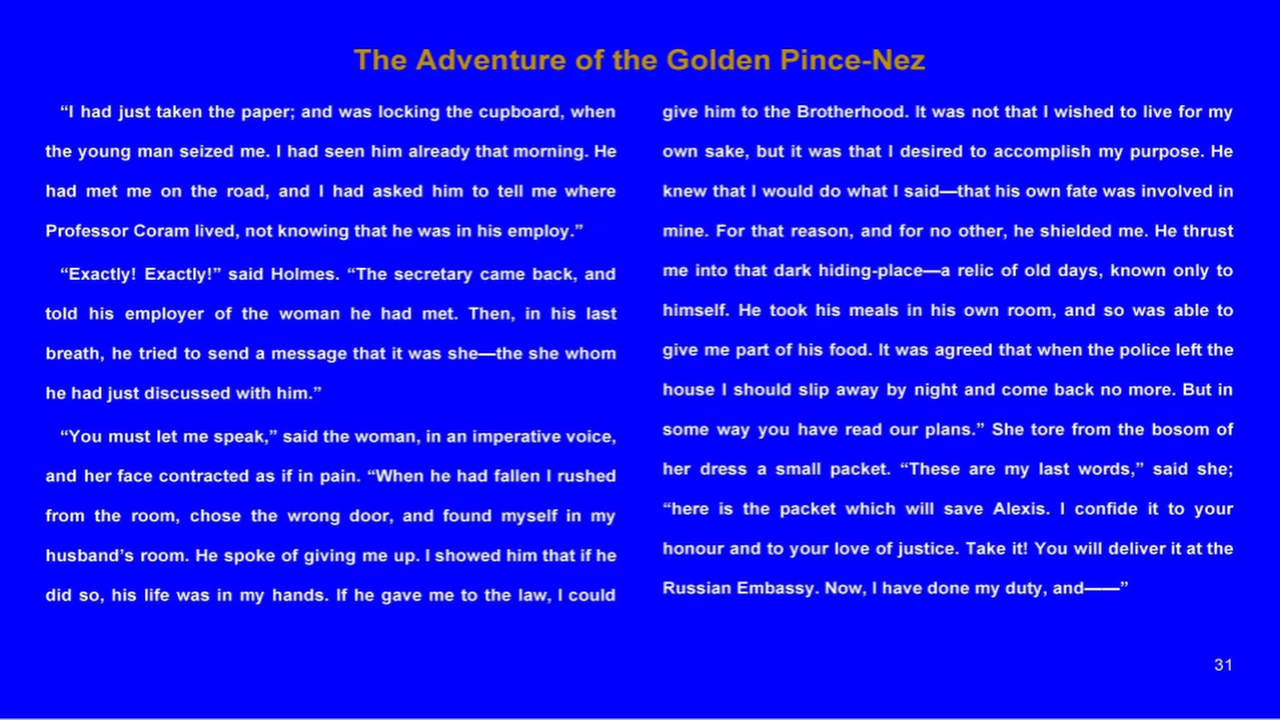 The Adventure of the Golden Pince-Nez
“I had just taken the paper; and was locking the cupboard, when
the young man seized me. I had seen him already that morning. He
had met me on the road, and I had asked him to tell me where
Professor Coram lived, not knowing that he was in his employ.”
“Exactly! Exactly!” said Holmes. “The secretary came back, and
told his employer of the woman he had met. Then, in his last
breath, he tried to send a message that it was she—the she whom
he had just discussed with him.”
“You must let me speak,” said the woman, in an imperative voice,
and her face contracted as if in pain. “When he had fallen I rushed
from the room, chose the wrong door, and found myself in my
husband’s room. He spoke of giving me up. I showed him that if he
did so, his life was in my hands. If he gave me to the law, I could
give him to the Brotherhood. It was not that I wished to live for my
own sake, but it was that I desired to accomplish my purpose. He
knew that I would do what I said—that his own fate was involved in
mine. For that reason, and for no other, he shielded me. He thrust
me into that dark hiding-place—a relic of old days, known only to
himself. He took his meals in his own room, and so was able to
give me part of his food. It was agreed that when the police left the
house I should slip away by night and come back no more. But in
some way you have read our plans.” She tore from the bosom of
her dress a small packet. “These are my last words,” said she;
“here is the packet which will save Alexis. I confide it to your
honour and to your love of justice. Take it! You will deliver it at the
Russian Embassy. Now, I have done my duty, and——”
31